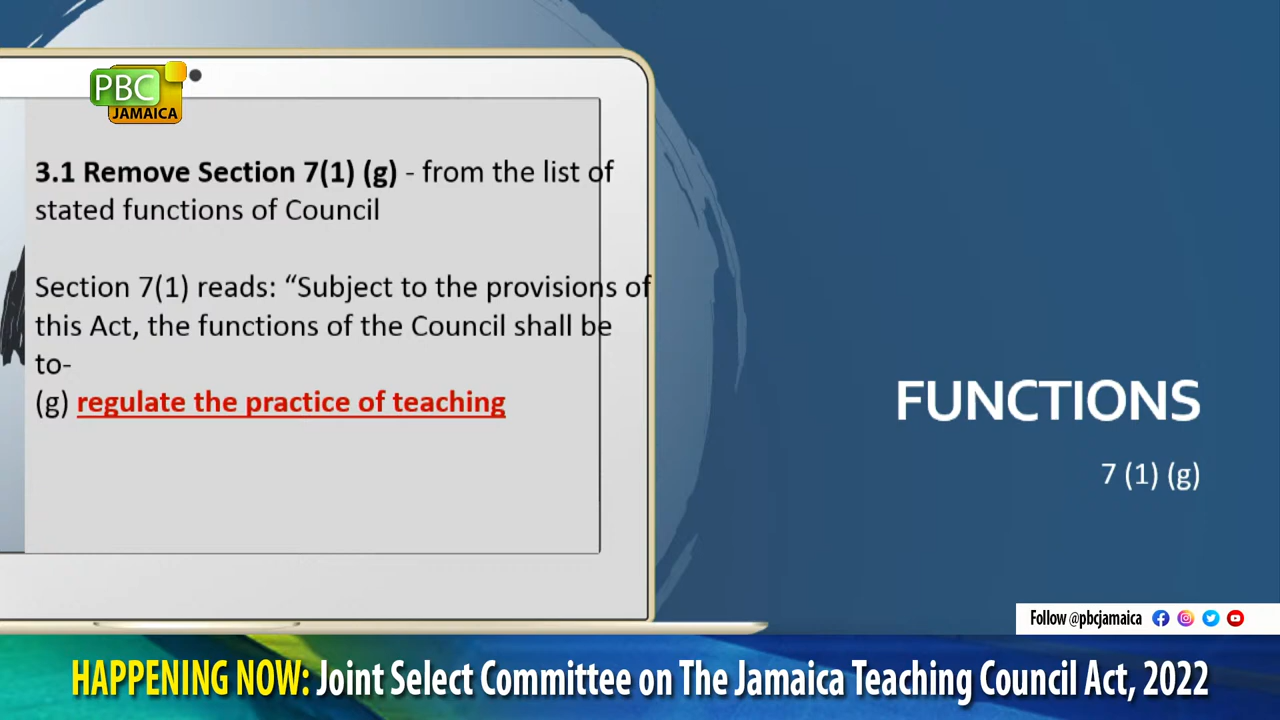 PBC
JAMAICA
3.1 Remove Section 7(1) (g) - from the list of
stated functions of Council
Section 7(1) reads: “Subject to the provisions of
this Act, the functions of the Council shall be
to-
(g) regulate the practice of teaching
FUNCTIONS
7 (1) (g)
Follow @pbcjamaica
HAPPENING NOW: Joint Select Committee on The Jamaica Teaching Council Act, 2022